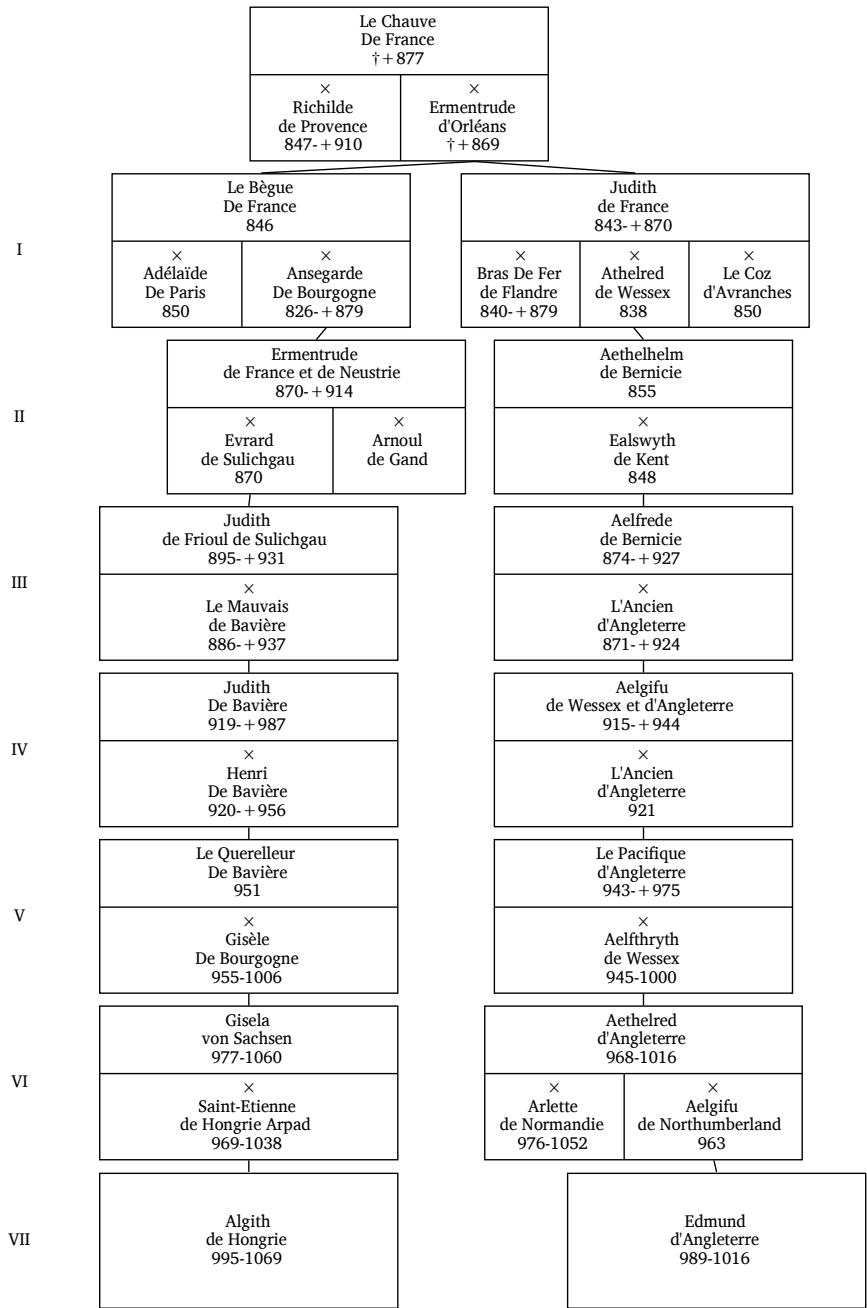 Le Chauve
De France
†+877
×
Richilde
de Provence
847-+910
×
Ermentrude
d'Orléans
†+869
I
Le Bègue
De France
846
×
Adélaïde
De Paris
850
×
Ansegarde
De Bourgogne
826-+879
Judith
de France
843-+870
×
Bras De Fer
de Flandre
840-+879
×
Athelred
de Wessex
838
×
Le Coz
d'Avranches
850
II
Ermentrude
de France et de Neustrie
870-+914
×
Evrard
de Sulichgau
870
×
Arnoul
de Gand
Aethelhelm
de Bernicie
855
×
Ealswyth
de Kent
848
III
Judith
de Frioul de Sulichgau
895-+931
×
Le Mauvais
de Bavière
886-+937
Aelfrede
de Bernicie
874-+927
×
L'Ancien
d'Angleterre
871-+924
IV
Judith
De Bavière
919-+987
×
Henri
De Bavière
920-+956
Aelgifu
de Wessex et d'Angleterre
915-+944
×
L'Ancien
d'Angleterre
921
V
Le Querelleur
De Bavière
951
×
Gisèle
De Bourgogne
955-1006
Le Pacifique
d'Angleterre
943-+975
×
Aelfthryth
de Wessex
945-1000
VI
Gisela
von Sachsen
977-1060
×
Saint-Etienne
de Hongrie Arpad
969-1038
Aethelred
d'Angleterre
968-1016
×
Arlette
de Normandie
976-1052
×
Aelgifu
de Northumberland
963
VII
Algith
de Hongrie
995-1069
Edmund
d'Angleterre
989-1016